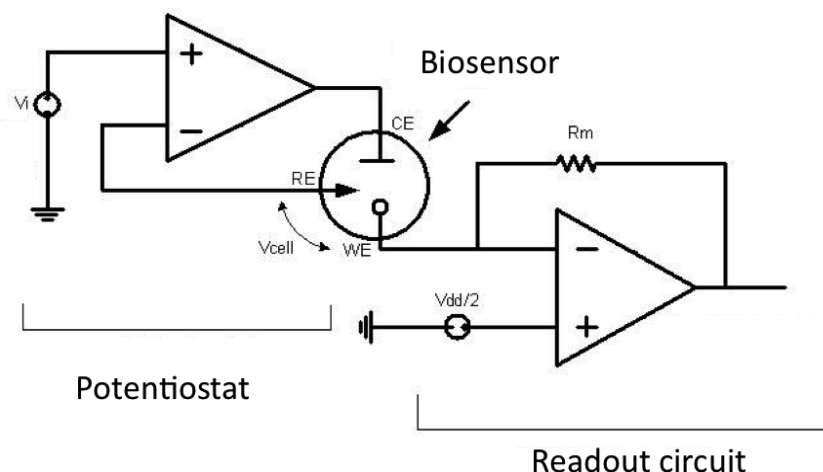 Biosensor
+
Vi
CE
Rm
−
RE
Vcell
WE
−
Vdd/2
+
Potentiostat
Readout circuit